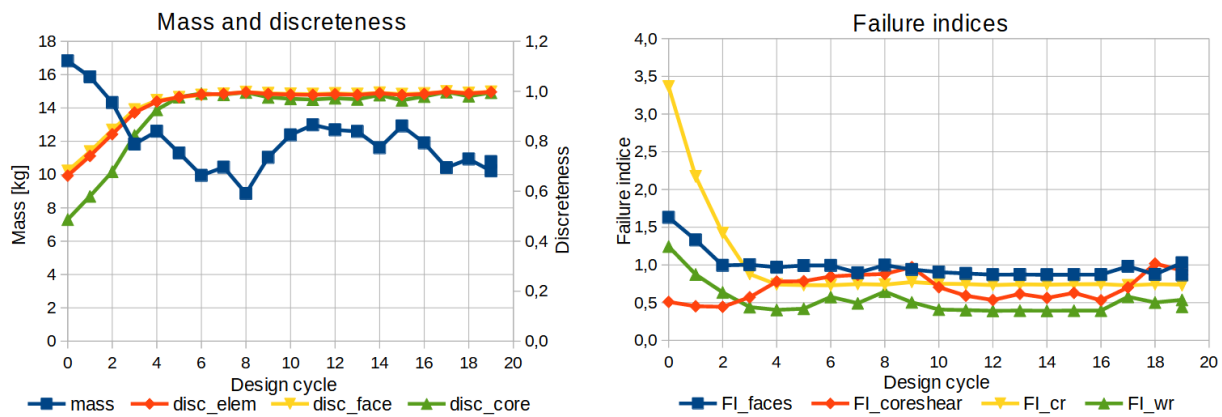 Mass and discreteness
18
16
14
12
10
8
6
4
2
0
Mass [kg]
1,2
1,0
0,8
0,6
0,4
0,2
0,0
Discreteness
0 2 4 6 8 10 12 14 16 18 20
Design cycle
mass disc_elem disc_face disc_core
Failure indices
4,0
3,5
3,0
2,5
2,0
1,5
1,0
0,5
0,0
Failure indice
0 2 4 6 8 10 12 14 16 18 20
Design cycle
FI_faces FI_coreshear FI_cr FI_wr